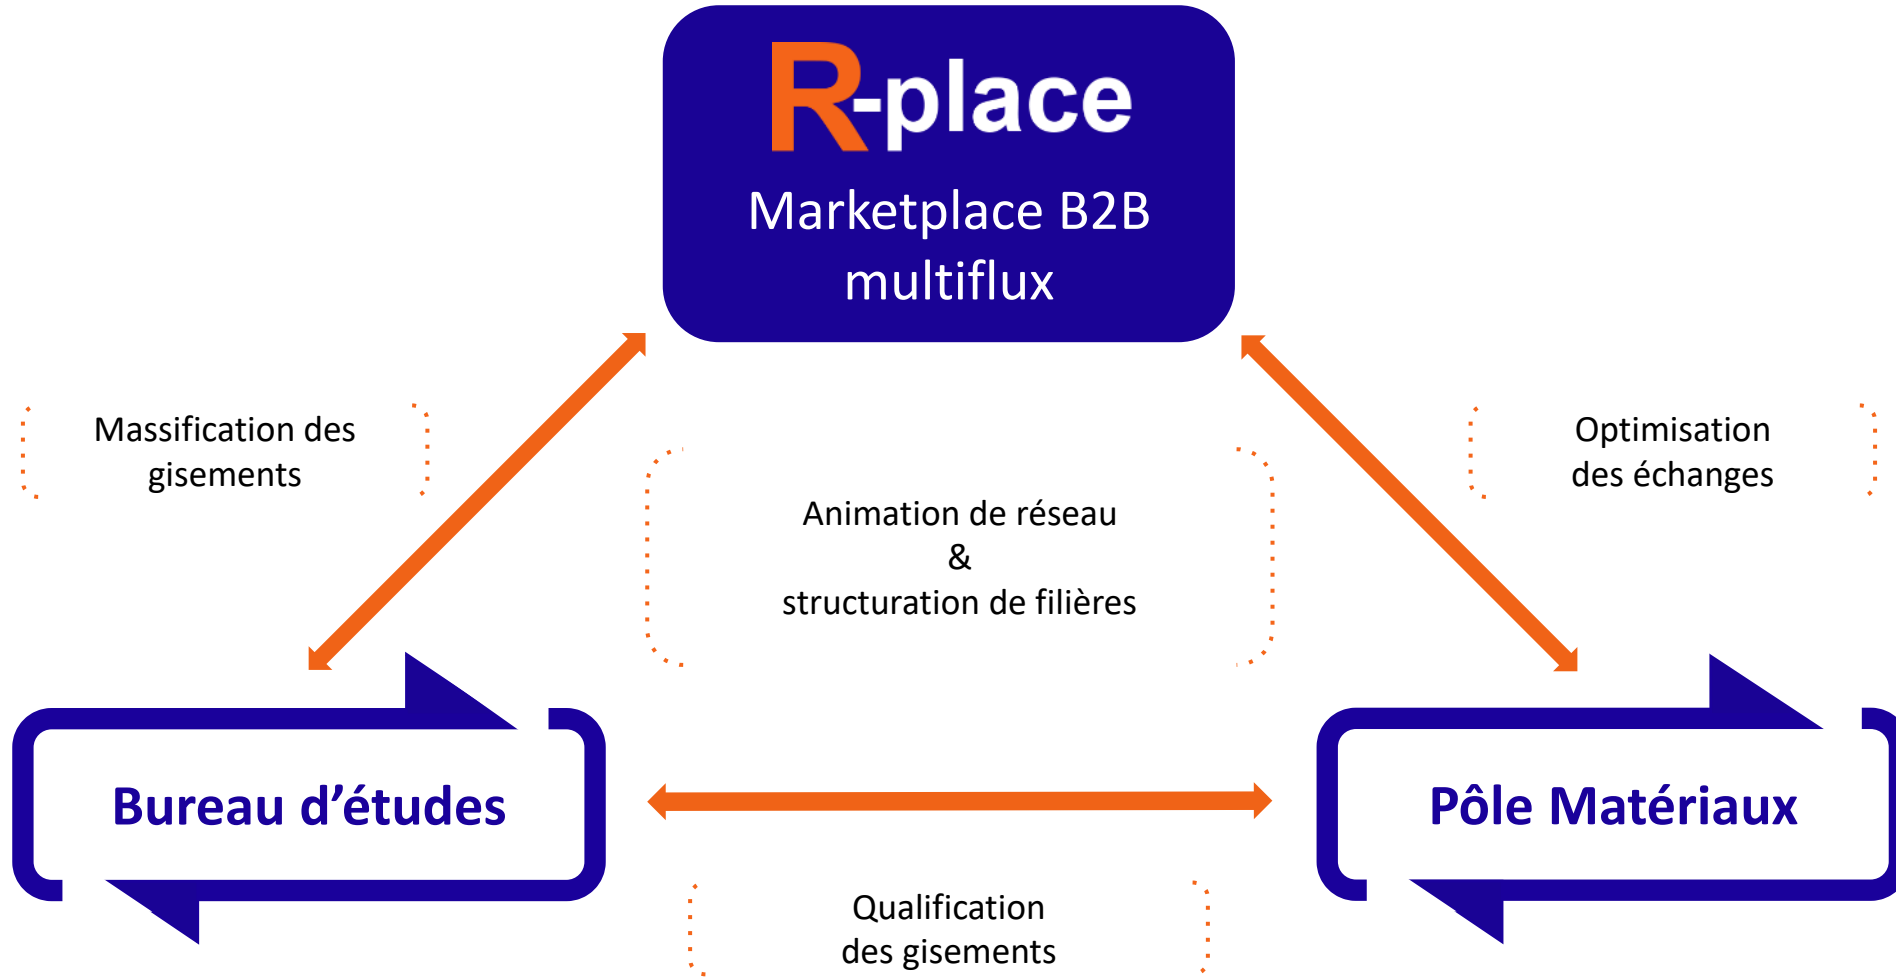 R-place
Marketplace B2B
multiflux
Massification des
gisements
Optimisation
des échanges
Animation de réseau
&
structuration de filières
Bureau d’études
Pôle Matériaux
Qualification
des gisements